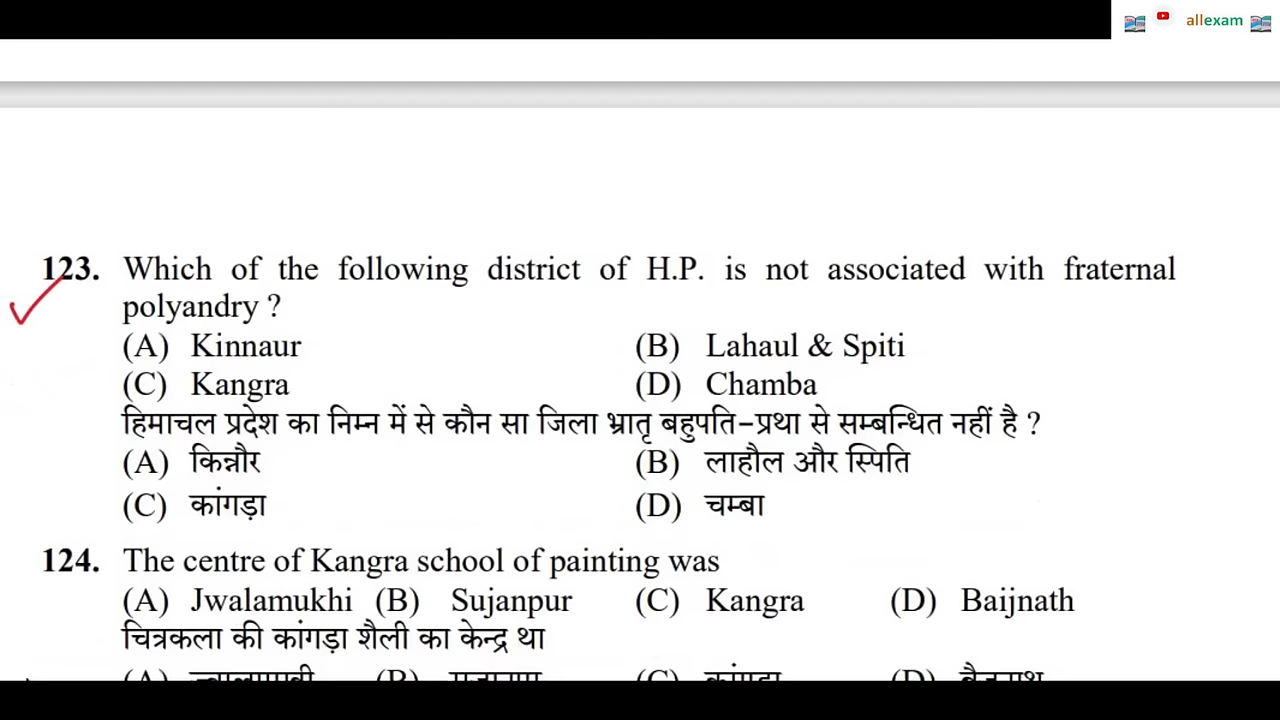 allexam
123. Which of the following district of H.P. is not associated with fraternal
polyandry ?
(A) Kinnaur (B) Lahaul & Spiti
(C) Kangra (D) Chamba
हिमाचल प्रदेश का निम्न में से कौन सा जिला भ्रातृ बहुपति-प्रथा से सम्बन्धित नहीं है ?
(A) किन्नौर (B) लाहौल और स्पिति
(C) कांगड़ा (D) चम्बा
124. The centre of Kangra school of painting was
(A) Jwalamukhi (B) Sujanpur (C) Kangra (D) Baijnath
चित्रकला की कांगड़ा शैली का केन्द्र था